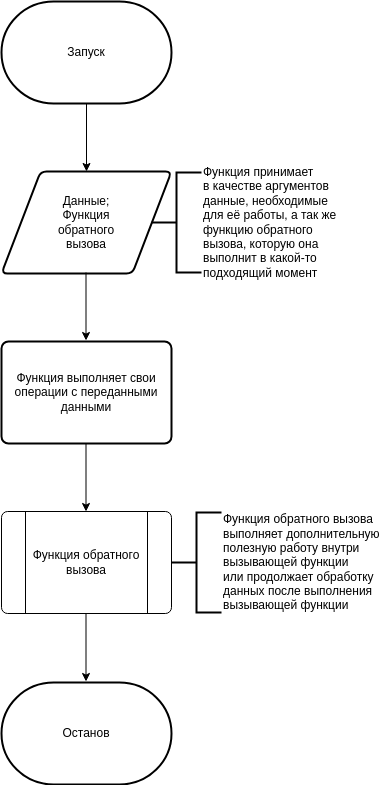 Запуск
Данные;
Функция
обратного
вызова
Функция принимает
в качестве аргументов
данные, необходимые
для её работы, а так же
функцию обратного
вызова, которую она
выполнит в какой-то
подходящий момент
Функция выполняет свои
операции с переданными
данными
Функция обратного
вызова
Функция обратного вызова
выполняет дополнительную
полезную работу внутри
вызывающей функции
или продолжает обработку
данных после выполнения
вызывающей функции
Останов